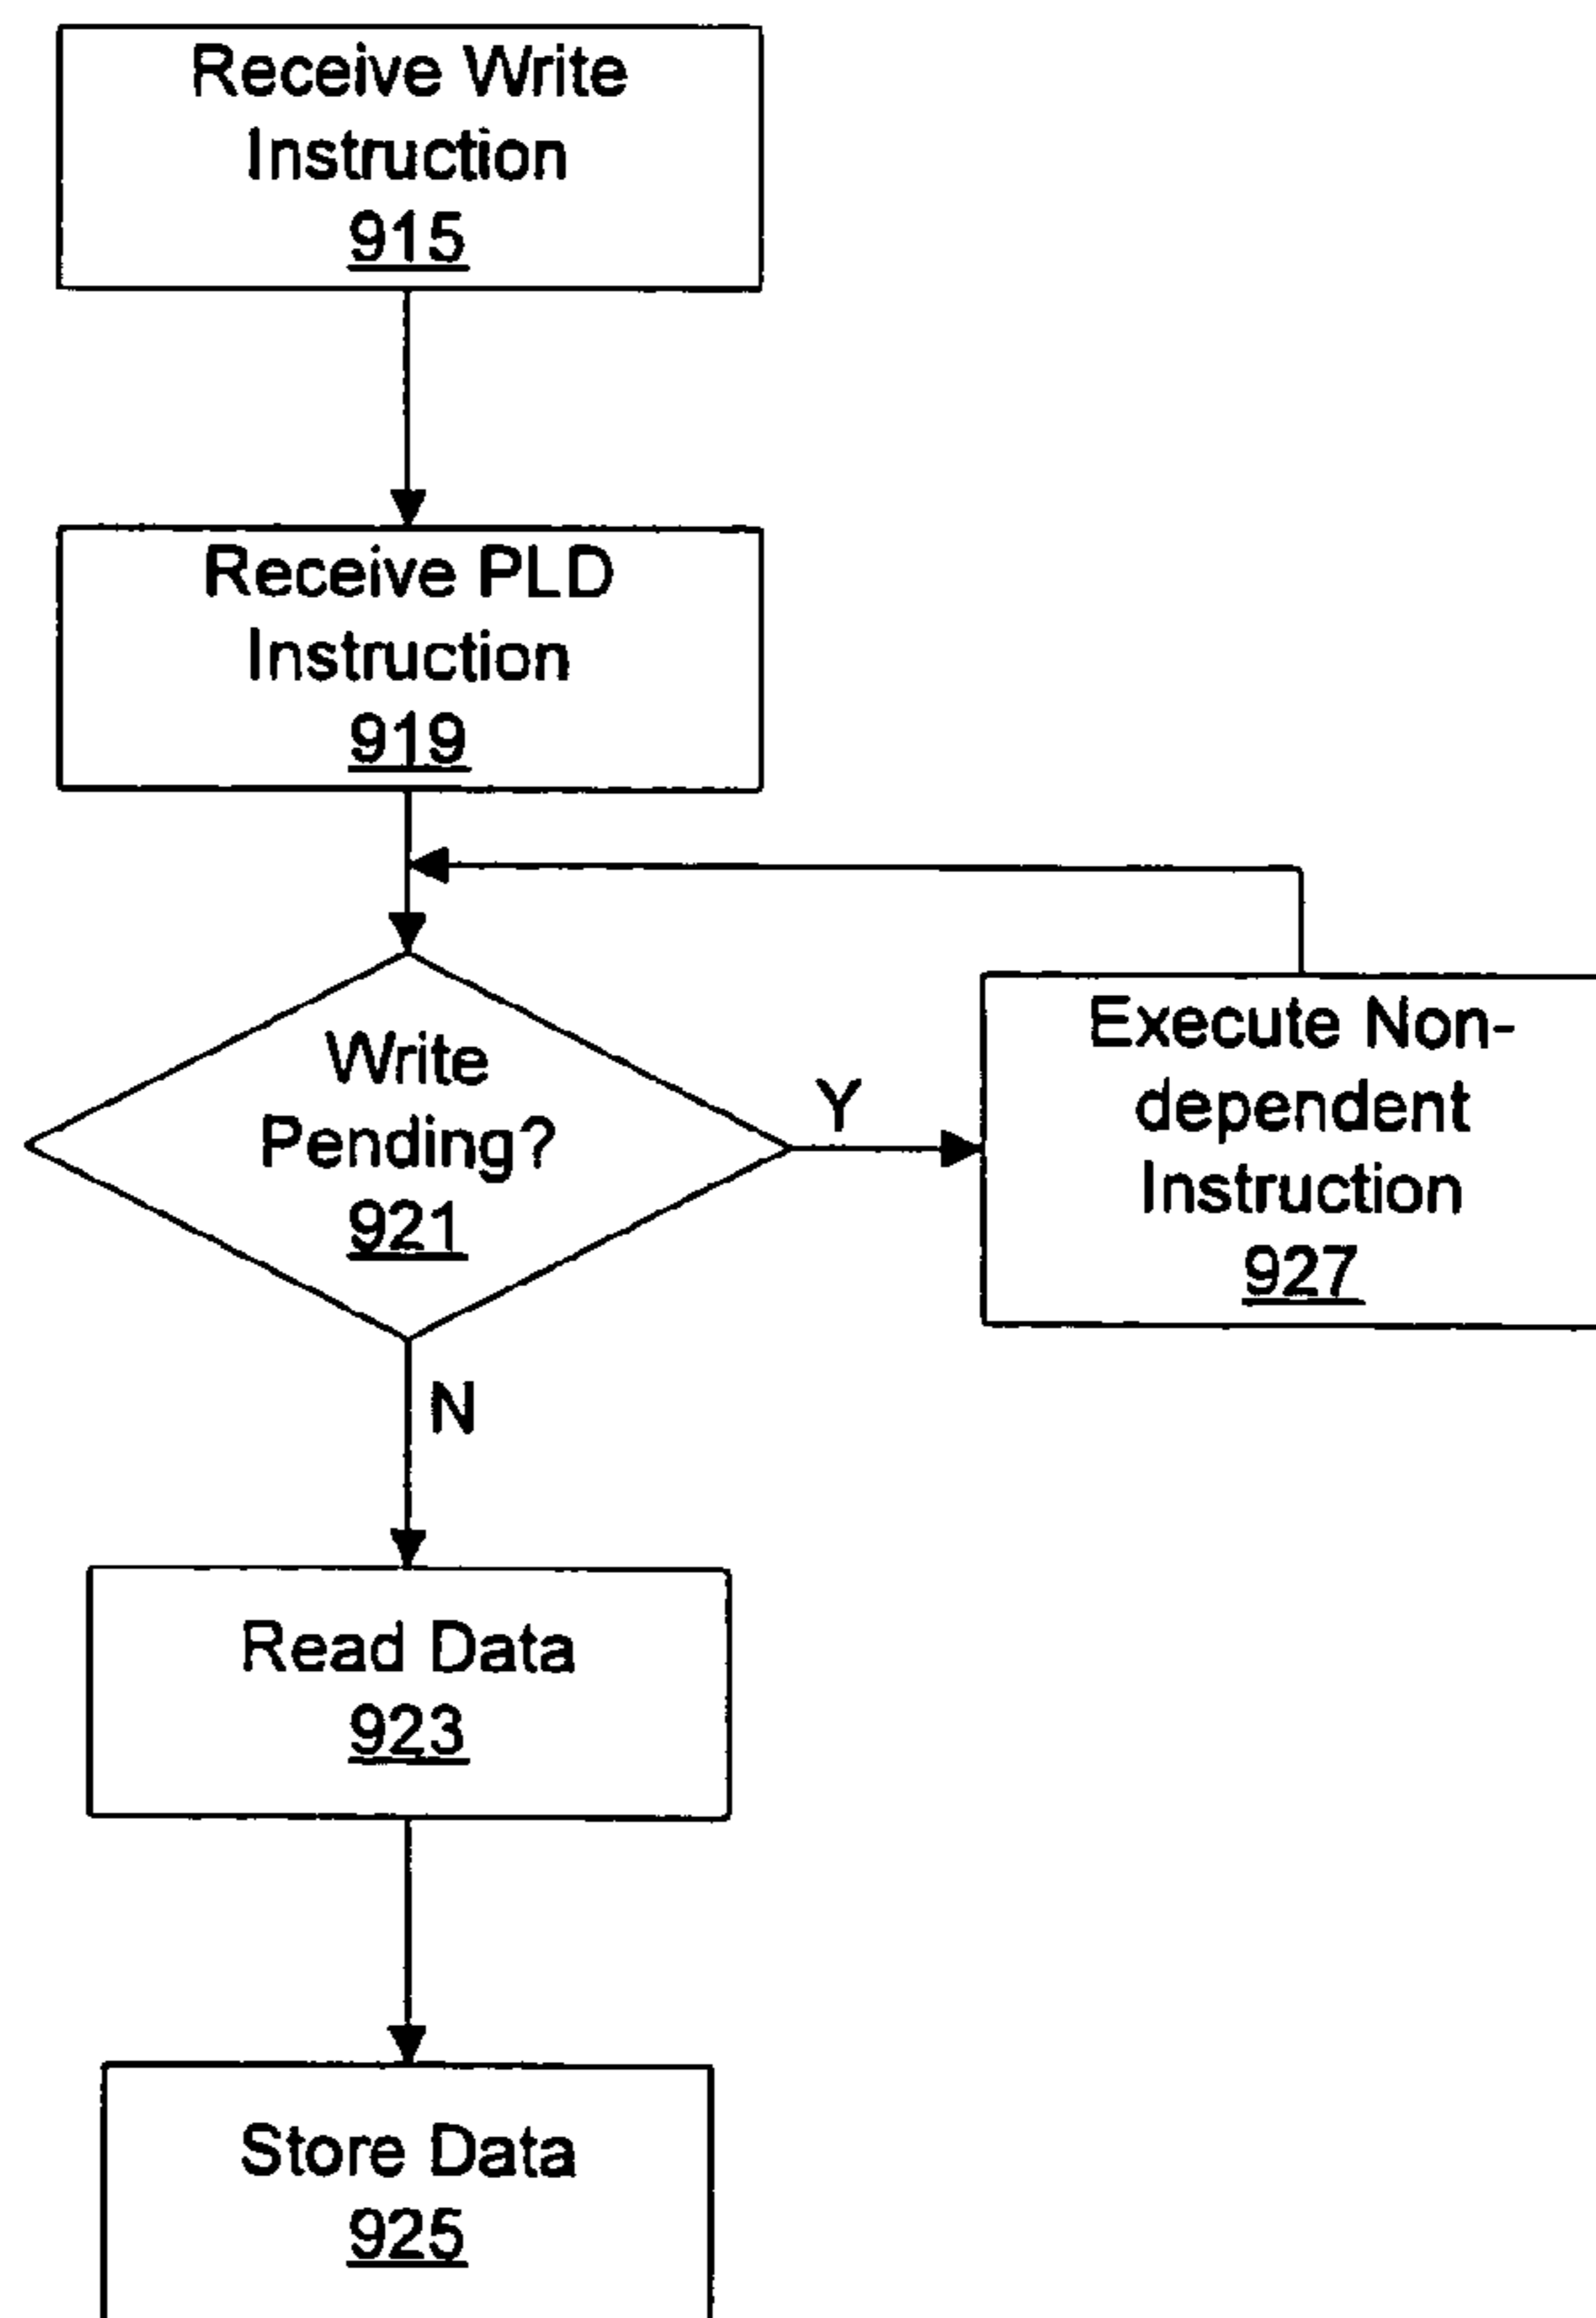 Receive Write
Instruction
915
Receive PLD
Instruction
919
Write
Pending?
921
Y
Execute Non-
dependent
Instruction
927
N
Read Data
923
Store Data
925